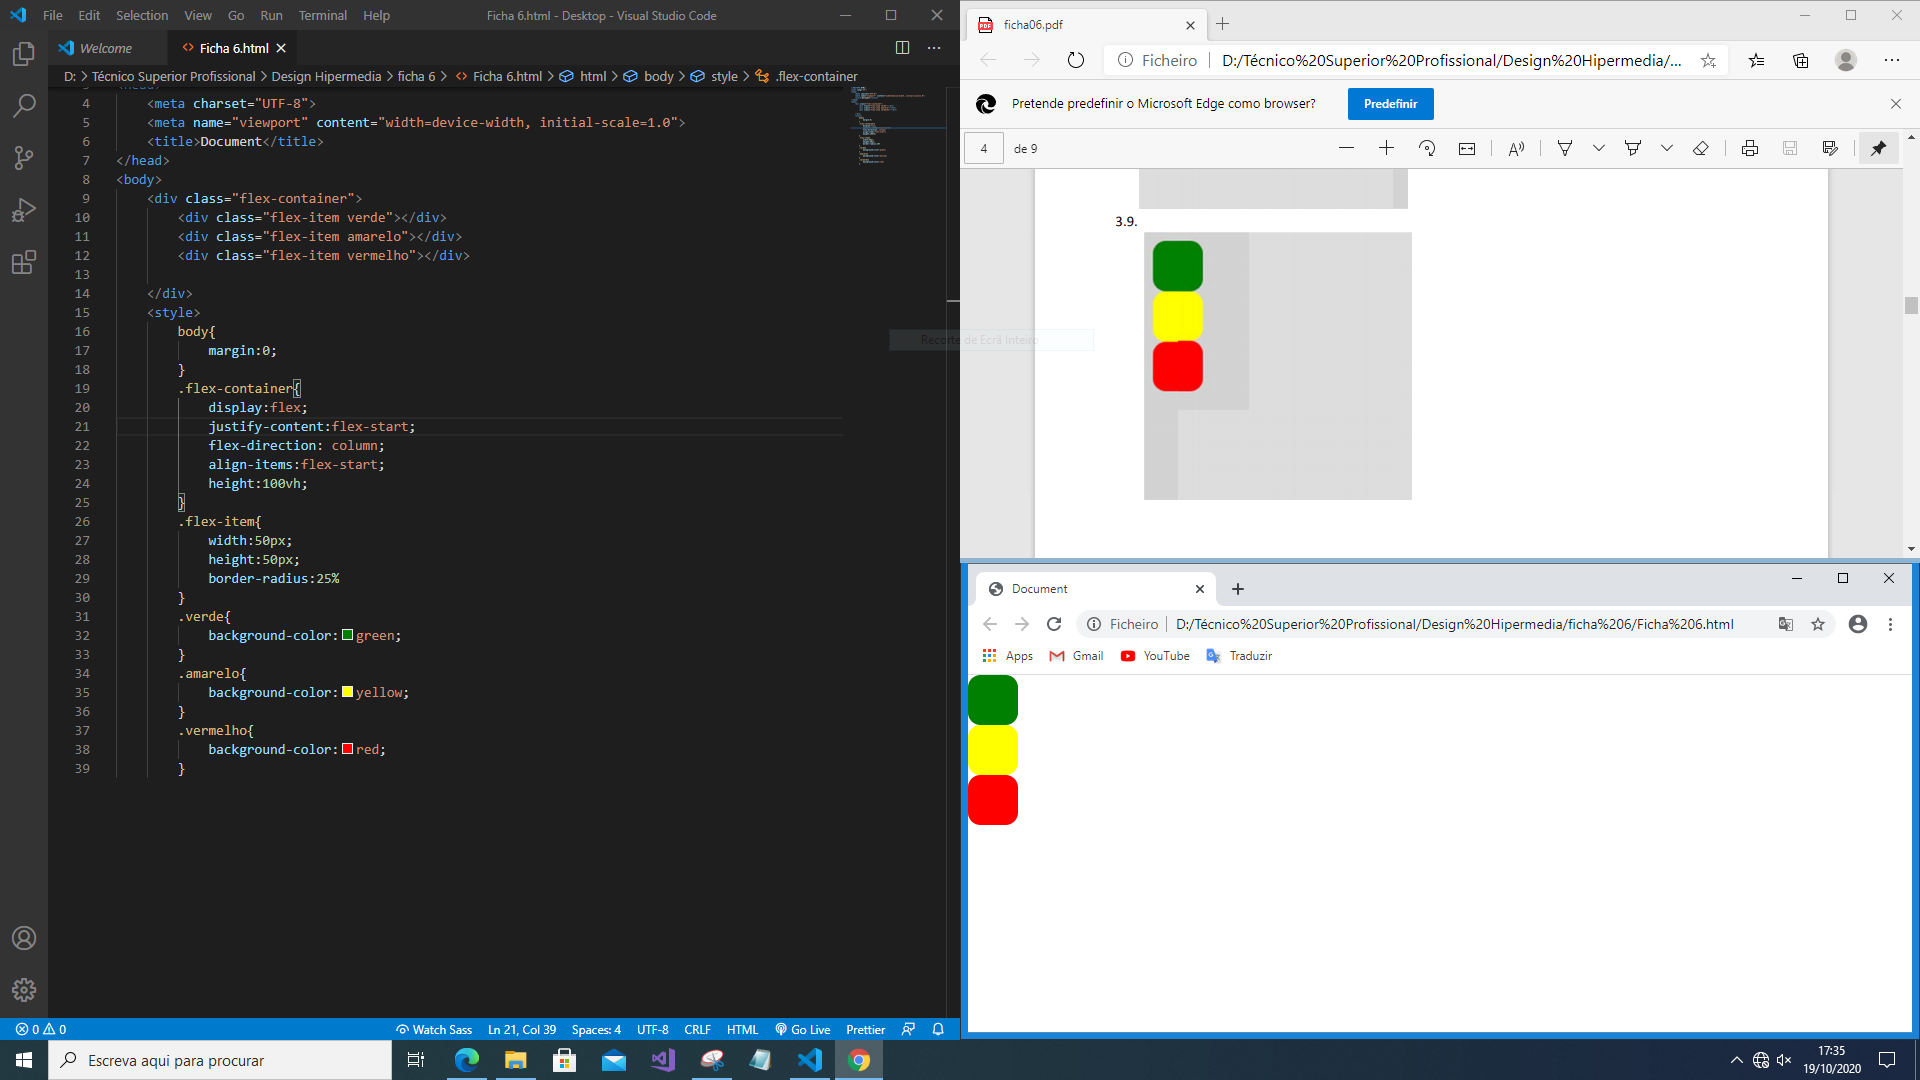 File Edit Selection View Go Run Terminal Help
Ficha 6.html - Desktop - Visual Studio Code
Welcome
Ficha 6.html
D: > Técnico Superior Profissional > Design Hipermedia > ficha 6 > Ficha 6.html > html > body > style > .flex-container
3 <head>
4 <meta charset="UTF-8">
5 <meta name="viewport" content="width=device-width, initial-scale=1.0">
6 <title>Document</title>
7 </head>
8 <body>
9 <div class="flex-container">
10 <div class="flex-item verde"></div>
11 <div class="flex-item amarelo"></div>
12 <div class="flex-item vermelho"></div>
13
14 </div>
15 <style>
16 body{
17 margin:0;
18 }
19 .flex-container{
20 display:flex;
21 justify-content:flex-start;
22 flex-direction: column;
23 align-items:flex-start;
24 height:100vh;
25 }
26 .flex-item{
27 width:50px;
28 height:50px;
29 border-radius:25%
30 }
31 .verde{
32 background-color: green;
33 }
34 .amarelo{
35 background-color: yellow;
36 }
37 .vermelho{
38 background-color: red;
39 }
0 0
Watch Sass Ln 21, Col 39 Spaces: 4 UTF-8 CRLF HTML Go Live Prettier
PDF ficha06.pdf
Ficheiro D:/Técnico%20Superior%20Profissional/Design%20Hipermedia/...
Pretende predefinir o Microsoft Edge como browser? Predefinir
4 de 9
3.9.
Recorte de Ecrã Inteiro
Document
Ficheiro D:/Técnico%20Superior%20Profissional/Design%20Hipermedia/ficha%206/Ficha%206.html
Apps Gmail YouTube Traduzir
Escreva aqui para procurar
17:35
19/10/2020